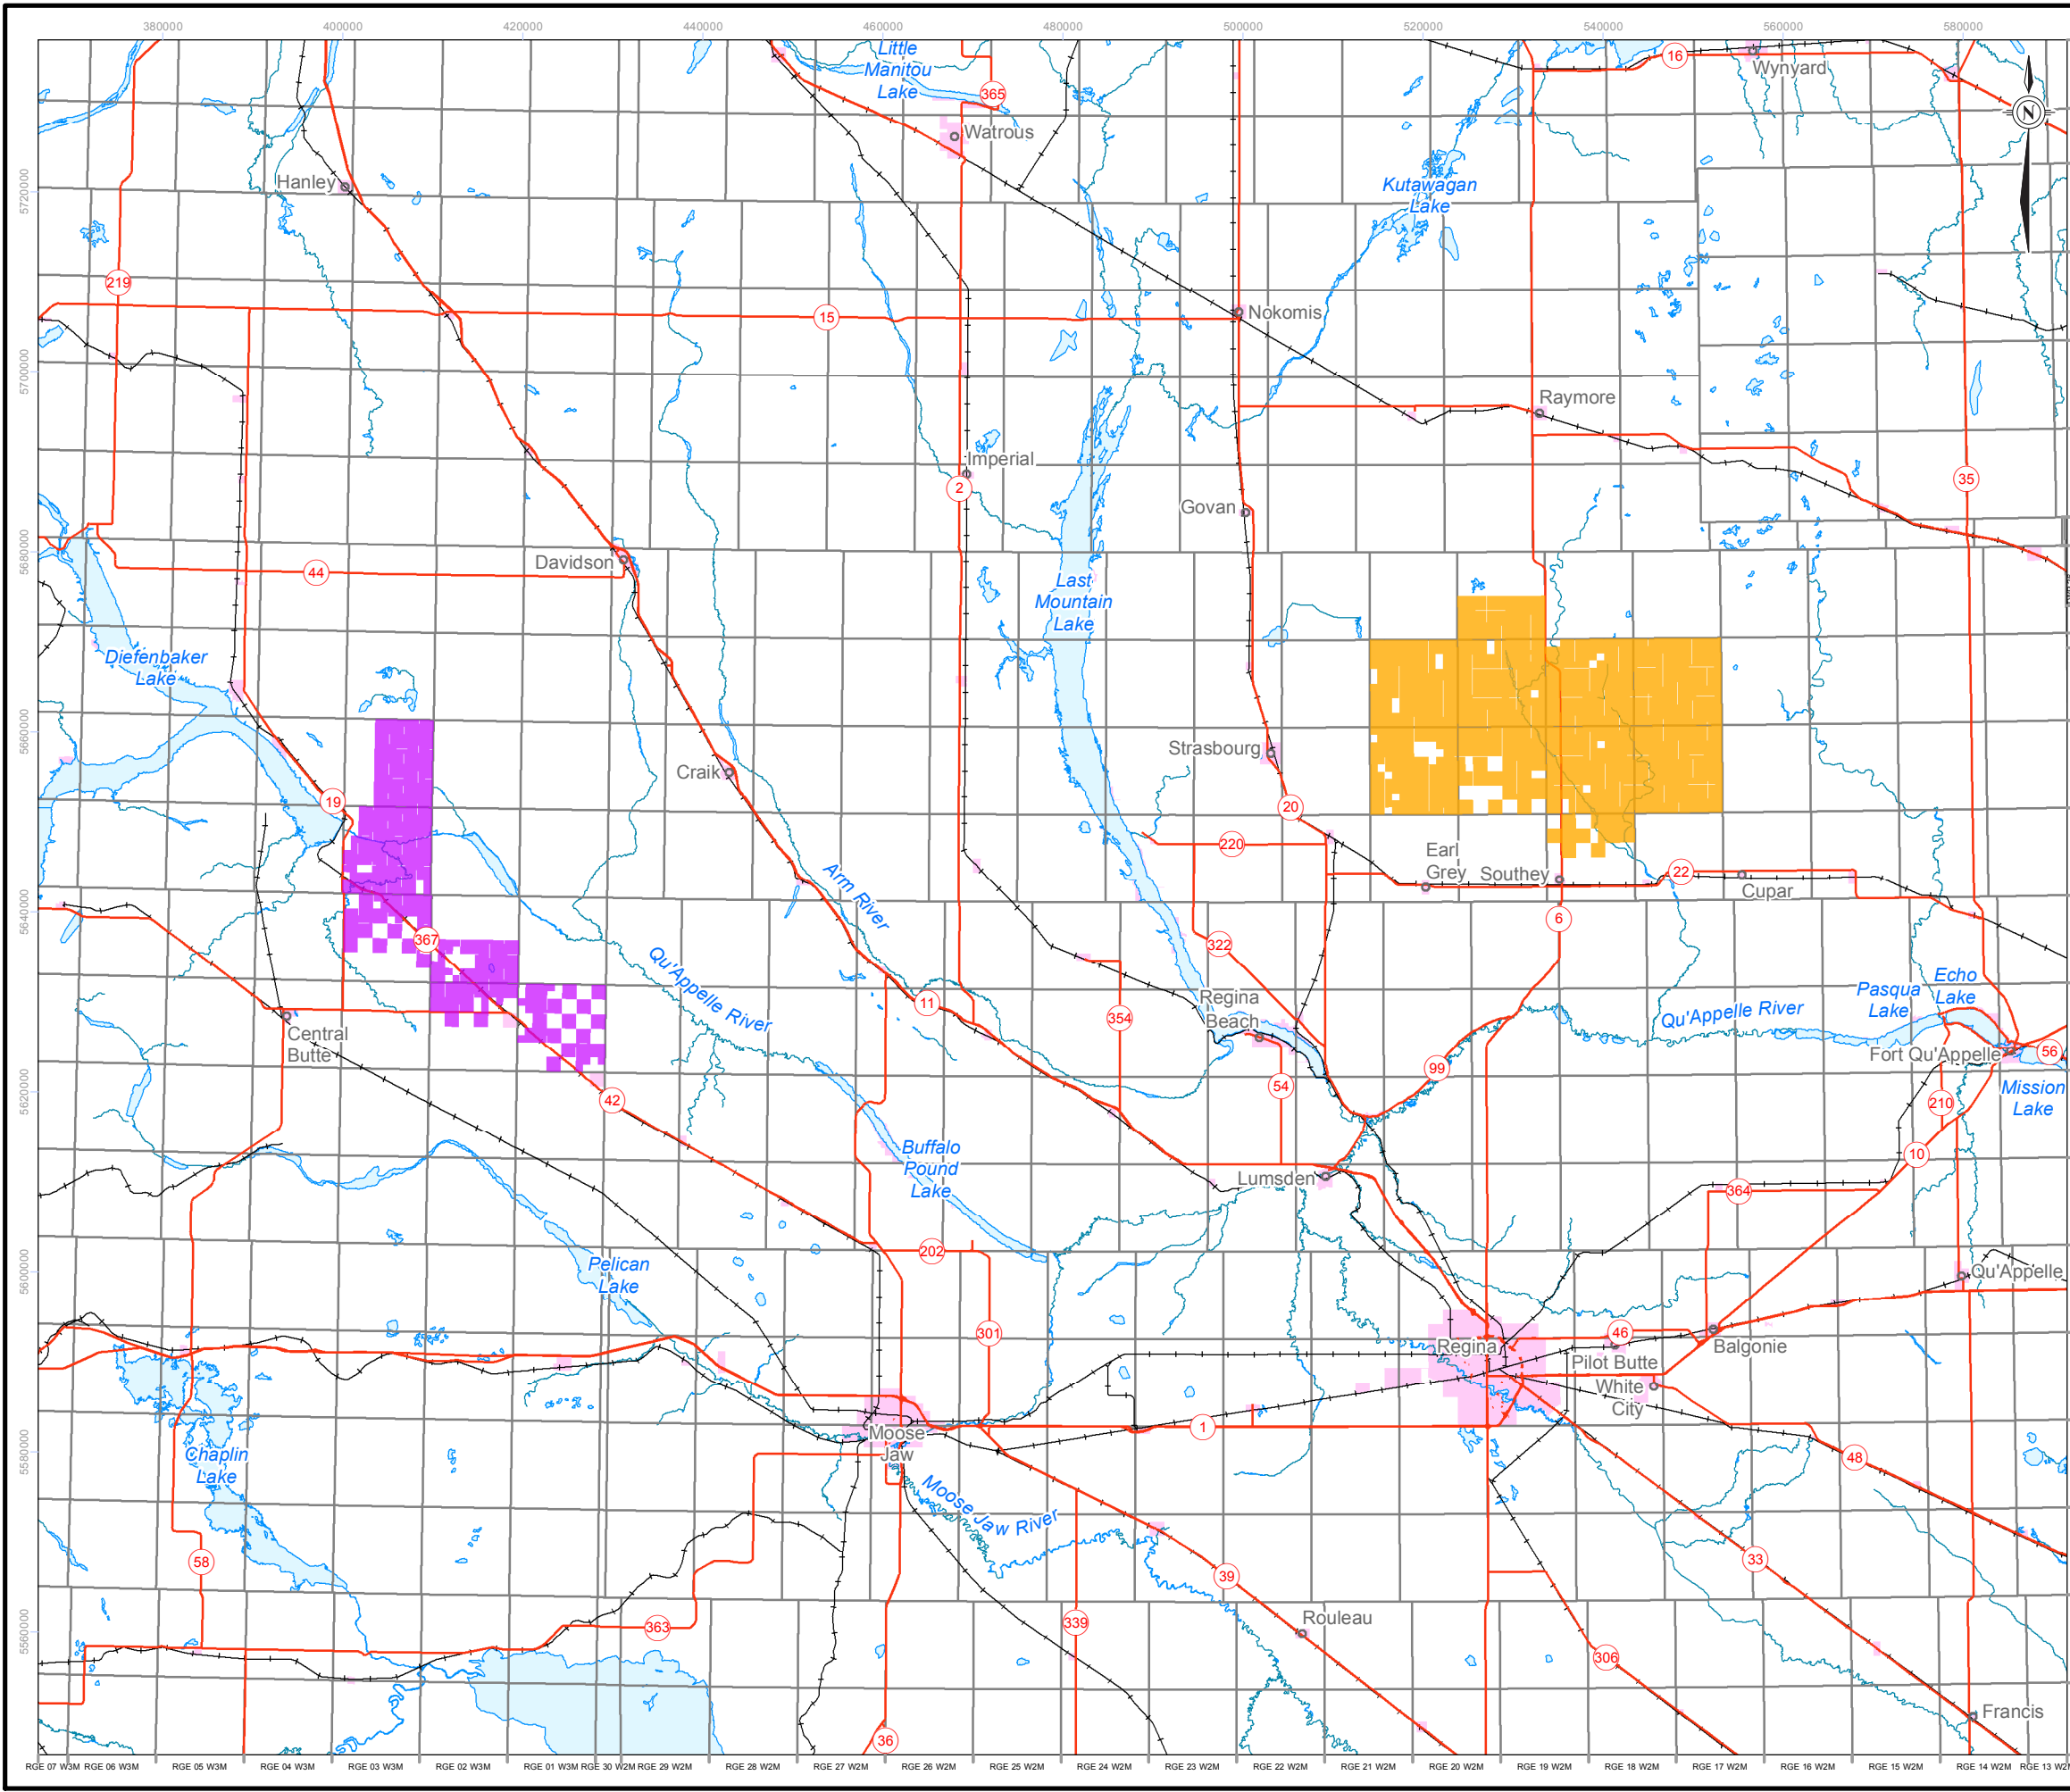 380000
400000
420000
440000
460000
480000
500000
520000
540000
560000
580000
Little
Manitou
Lake
365
16
Wynyard
N
Watrous
Hanley
Kutawagan
Lake
5720000
219
15
Nokomis
5700000
Raymore
Imperial
2
35
Govan
5680000
Davidson
44
Last
Mountain
Lake
Diefenbaker
Lake
5660000
Strasbourg
Craik
19
20
220
Earl
Grey
Southey
22
Cupar
Arm River
5640000
367
6
322
Qu'Appelle River
11
354
Regina
Beach
Echo
Lake
Pasqua
Lake
Qu'Appelle River
Central
Butte
Fort Qu'Appelle
56
99
54
42
5620000
210
Mission
Lake
Buffalo
Pound
Lake
10
Lumsden
364
202
5600000
Pelican
Lake
Qu'Appelle
301
46
Regina
Balgonie
Pilot Butte
White
City
1
Moose
Jaw
5580000
Chaplin
Lake
48
Moose Jaw River
58
33
39
363
339
Rouleau
5560000
306
Francis
36
RGE 07 W3M
RGE 06 W3M
RGE 05 W3M
RGE 04 W3M
RGE 03 W3M
RGE 02 W3M
RGE 01 W3M
RGE 30 W2M
RGE 29 W2M
RGE 28 W2M
RGE 27 W2M
RGE 26 W2M
RGE 25 W2M
RGE 24 W2M
RGE 23 W2M
RGE 22 W2M
RGE 21 W2M
RGE 20 W2M
RGE 19 W2M
RGE 18 W2M
RGE 17 W2M
RGE 16 W2M
RGE 15 W2M
RGE 14 W2M
RGE 13 W2